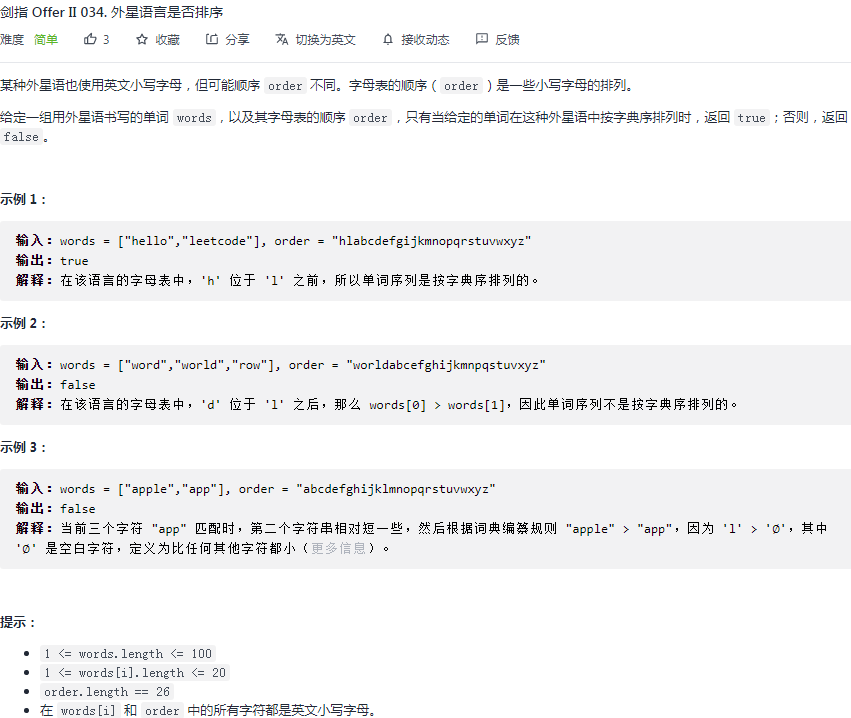 剑指 Offer II 034. 外星语言是否排序
难度 简单 3 收藏 分享 切换为英文 接收动态 反馈
某种外星语也使用英文小写字母，但可能顺序 order 不同。字母表的顺序（ order ）是一些小写字母的排列。
给定一组用外星语书写的单词 words ，以及其字母表的顺序 order ，只有当给定的单词在这种外星语中按字典序排列时，返回 true ；否则，返回
false 。
示例 1：
输入：words = ["hello","leetcode"], order = "hlabcdefgijkmnopqrstuvwxyz"
输出：true
解释：在该语言的字母表中，'h' 位于 'l' 之前，所以单词序列是按字典序排列的。
示例 2：
输入：words = ["word","world","row"], order = "worldabcefghijkmnpqstuvxyz"
输出：false
解释：在该语言的字母表中，'d' 位于 'l' 之后，那么 words[0] > words[1]，因此单词序列不是按字典序排列的。
示例 3：
输入：words = ["apple","app"], order = "abcdefghijklmnopqrstuvwxyz"
输出：false
解释：当前三个字符 "app" 匹配时，第二个字符串相对短一些，然后根据词典编纂规则 "apple" > "app"，因为 'l' > '∅'，其中
'∅' 是空白字符，定义为比任何其他字符都小（更多信息）。
提示：
1 <= words.length <= 100
1 <= words[i].length <= 20
order.length == 26
在 words[i] 和 order 中的所有字符都是英文小写字母。